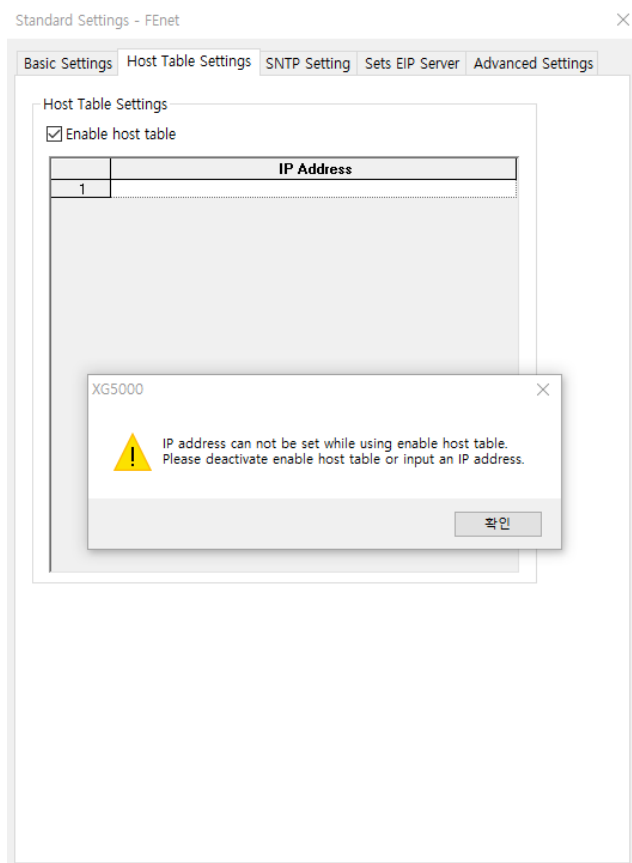 Standard Settings - FEnet
Basic Settings Host Table Settings SNTP Setting Sets EIP Server Advanced Settings
Host Table Settings
Enable host table
IP Address
1
XG5000
IP address can not be set while using enable host table.
Please deactivate enable host table or input an IP address.
확인